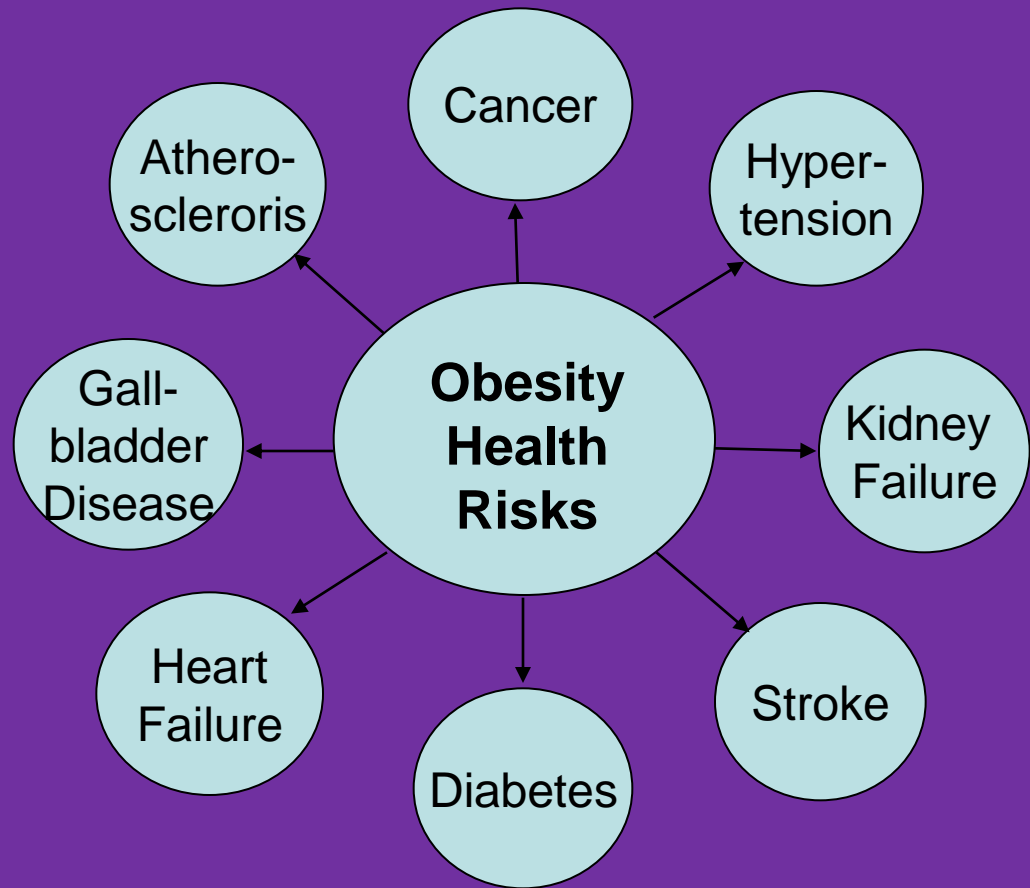 Cancer
Athero-
scleroris
Hyper-
tension
Obesity
Health
Risks
Gall-
bladder
Disease
Kidney
Failure
Heart
Failure
Stroke
Diabetes